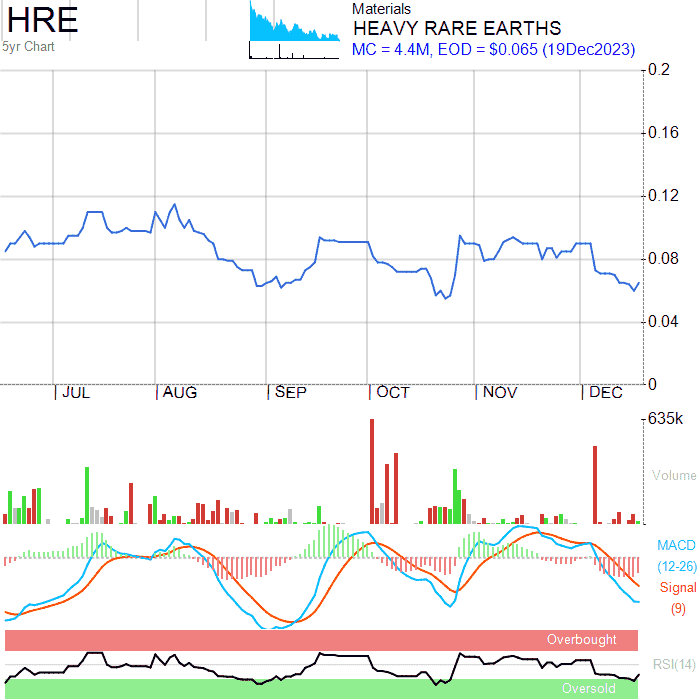 HRE
5yr Chart
Materials
HEAVY RARE EARTHS
MC = 4.4M, EOD = $0.065 (19Dec2023)
0.2
0.16
0.12
0.08
0.04
0
JUL AUG SEP OCT NOV DEC
635k
Volume
MACD
(12-26)
Signal
(9)
Overbought
RSI(14)
Oversold